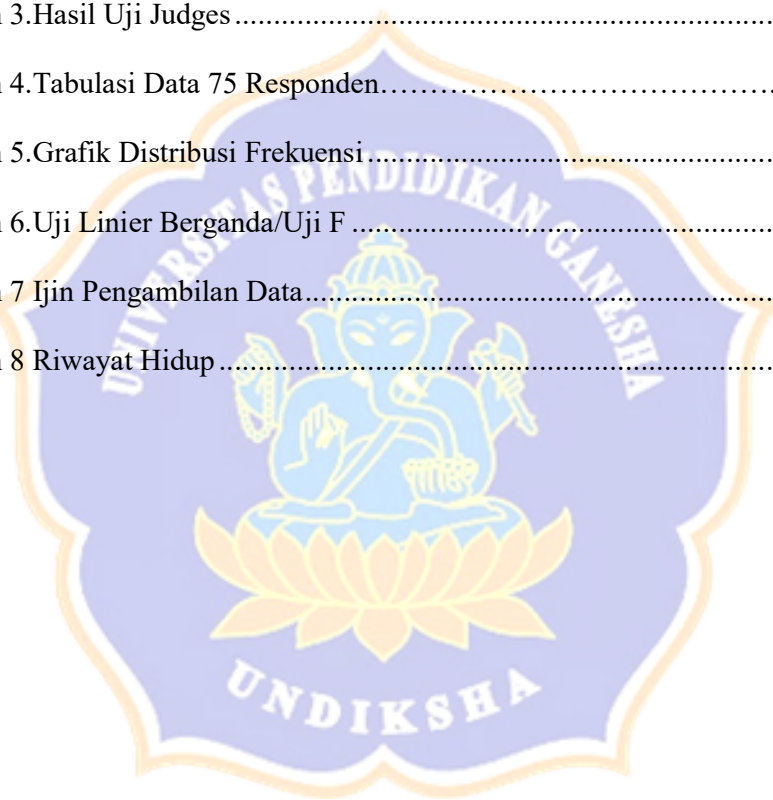 n 3.Hasil Uji Judges.......................................................................
n 4.Tabulasi Data 75 Responden…………………………………….
n 5.Grafik Distribusi Frekuensi......................................................
n 6.Uji Linier Berganda/Uji F........................................................
n 7 Ijin Pengambilan Data..............................................................
n 8 Riwayat Hidup.........................................................................
UNIVERSITAS PENDIDIKAN GANESHA
UNDIKSHA